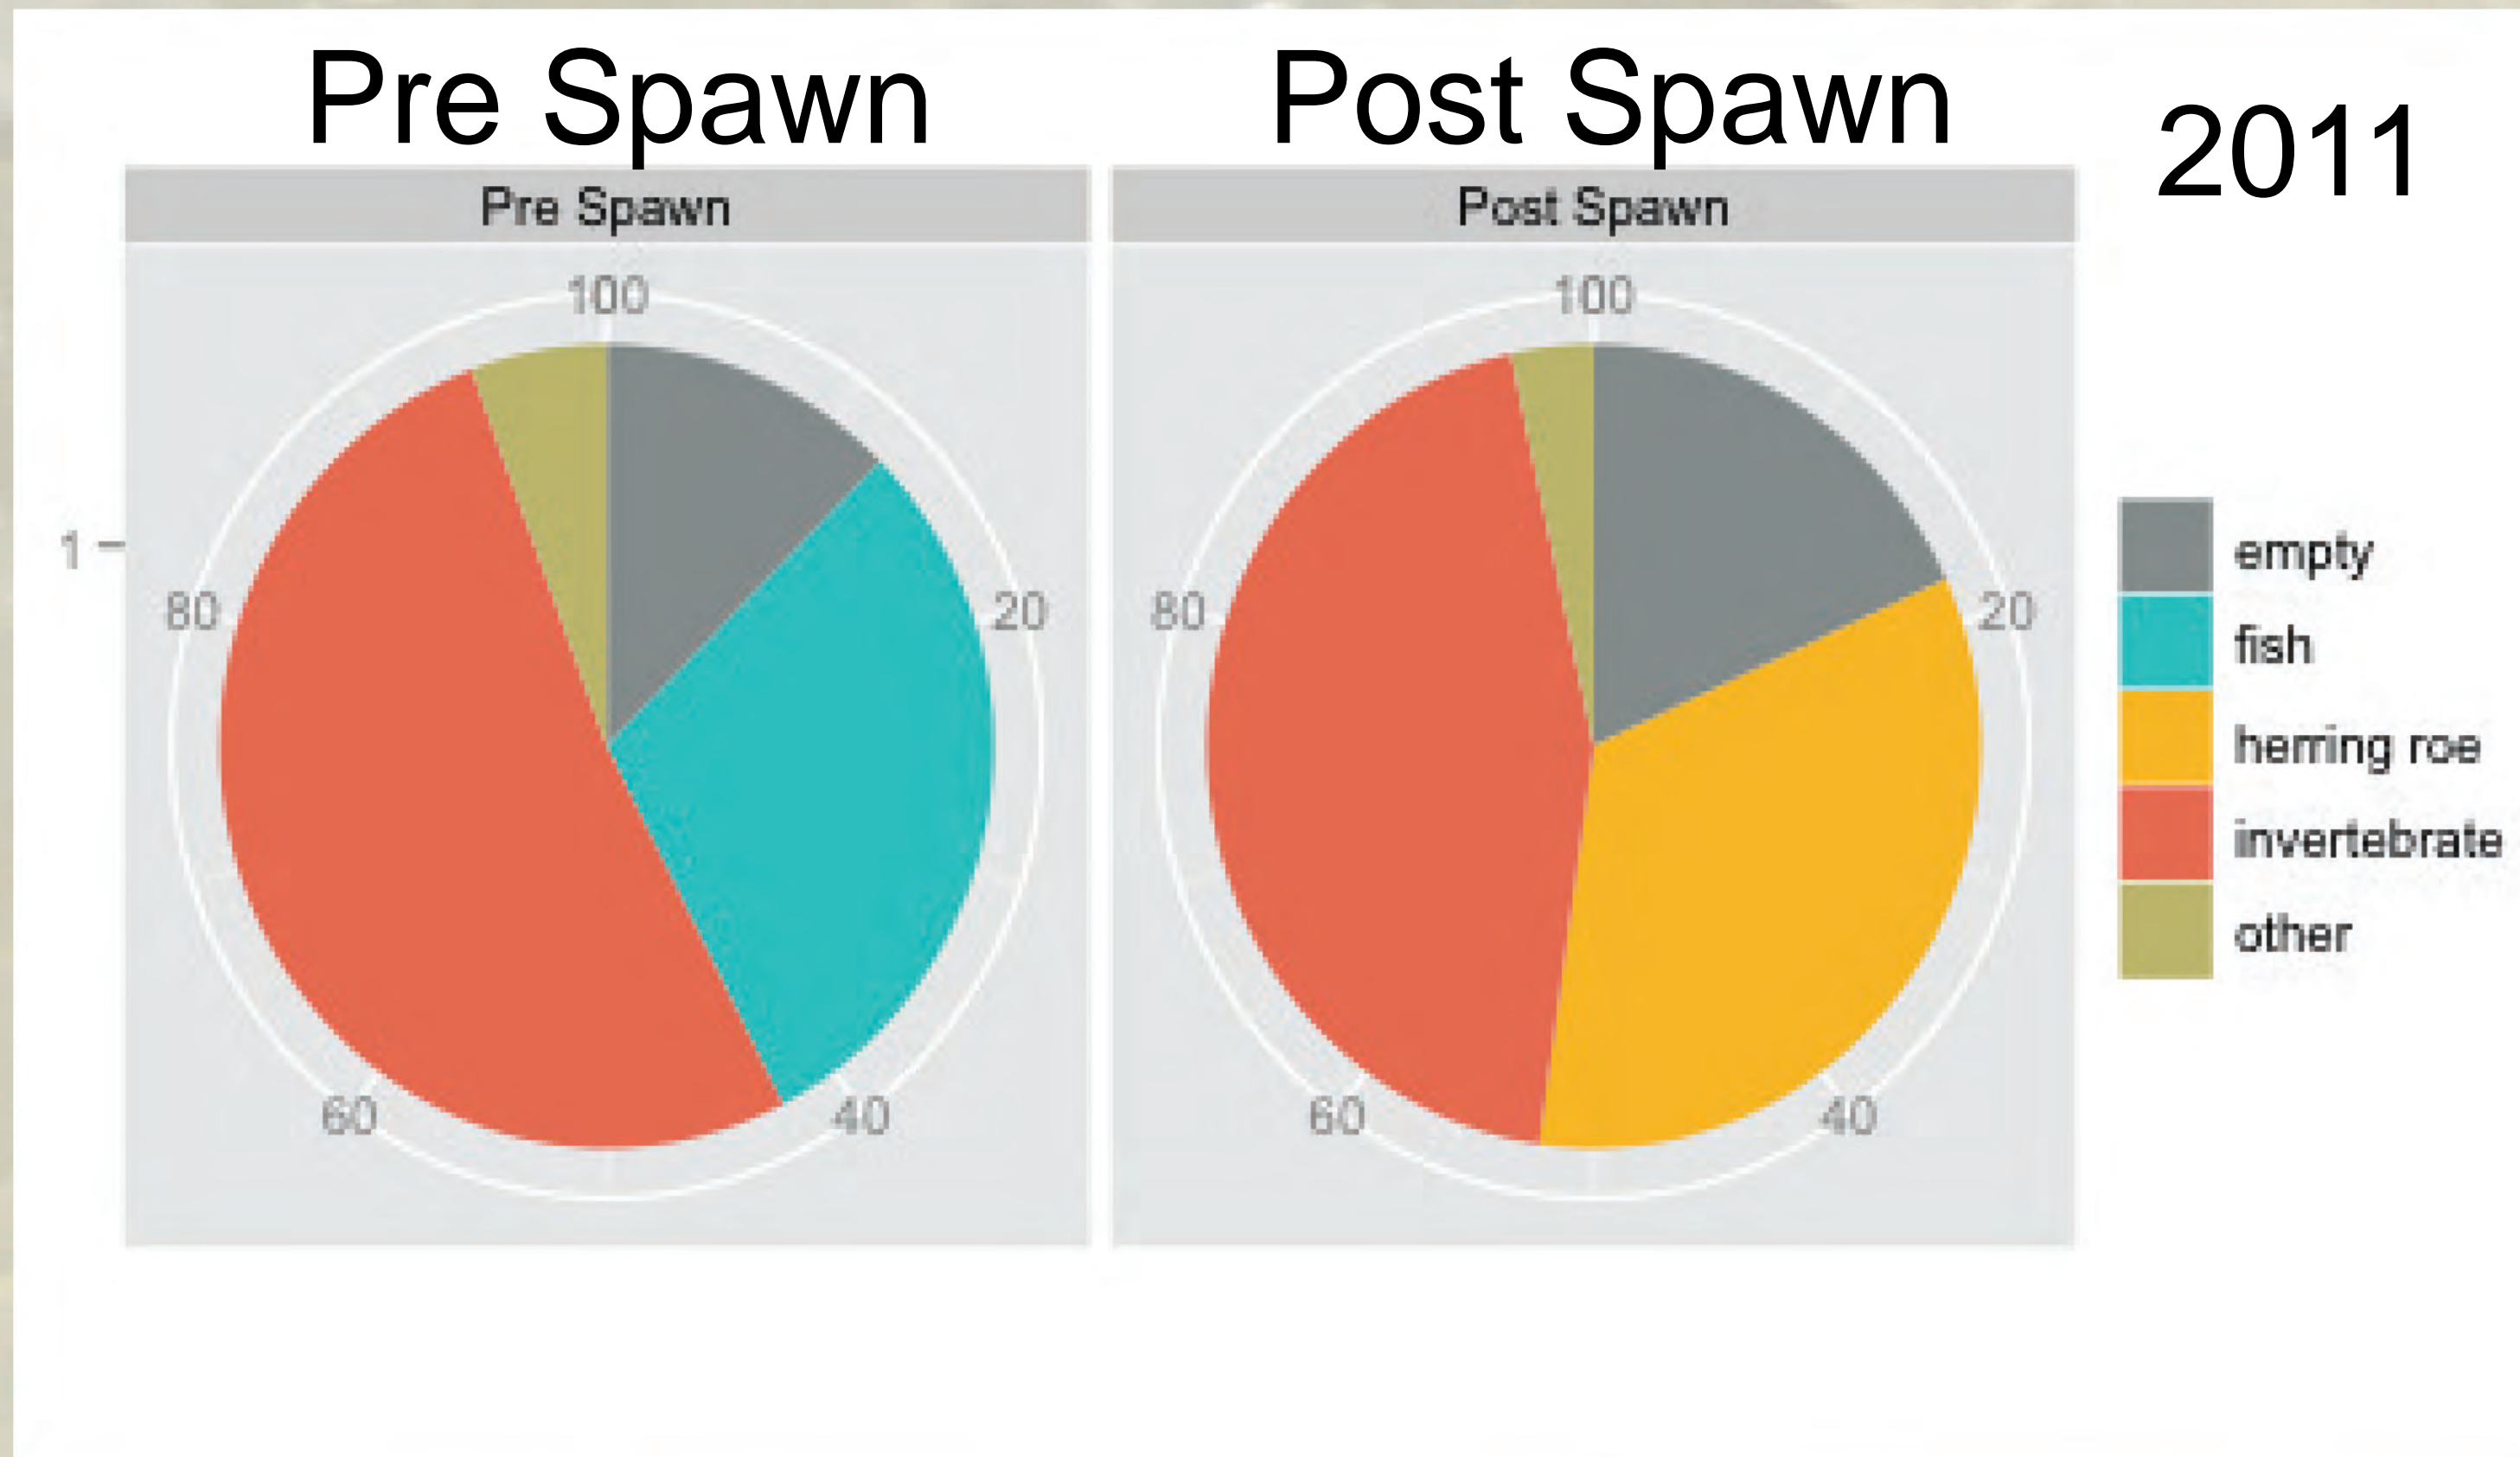 Pre Spawn Post Spawn 2011
Pre Spawn Post Spawn
100 100
1
80 20 80 20
60 40 60 40
empty
fish
herring roe
invertebrate
other